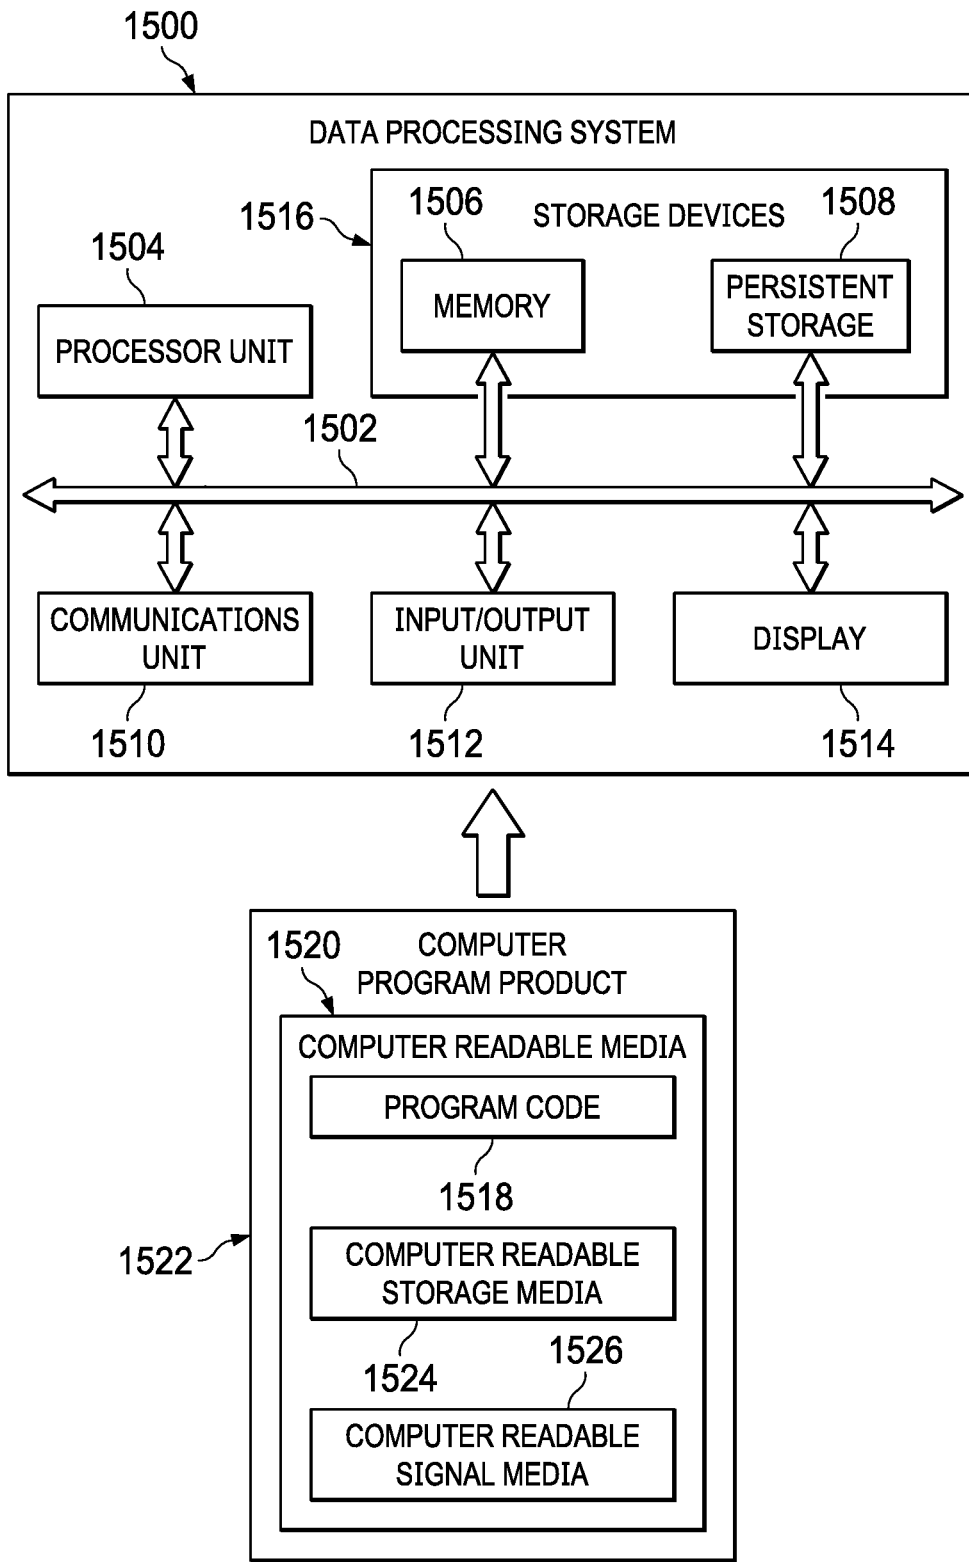 1500
DATA PROCESSING SYSTEM
1506
STORAGE DEVICES
1508
1516
1504
MEMORY
PERSISTENT
STORAGE
PROCESSOR UNIT
1502
COMMUNICATIONS
UNIT
INPUT/OUTPUT
UNIT
DISPLAY
1510
1512
1514
1520
COMPUTER
PROGRAM PRODUCT
COMPUTER READABLE MEDIA
PROGRAM CODE
1518
1522
COMPUTER READABLE
STORAGE MEDIA
1524
1526
COMPUTER READABLE
SIGNAL MEDIA